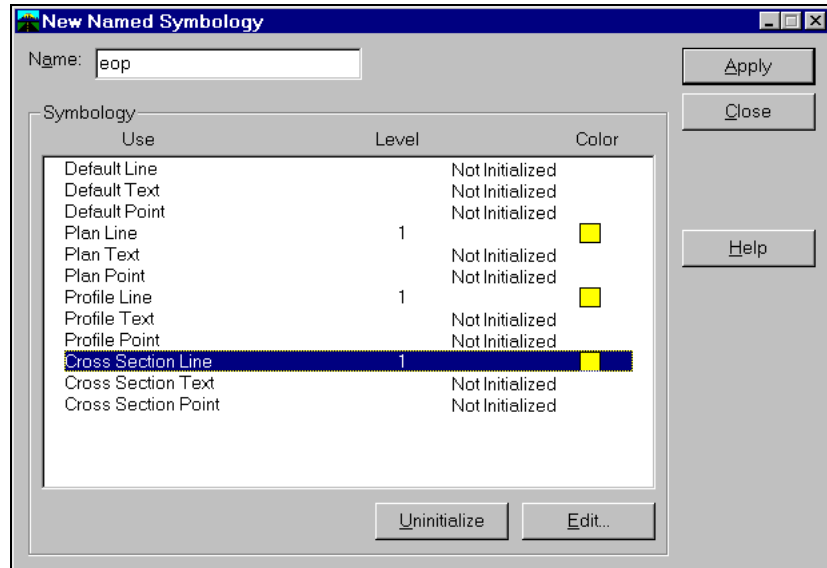 New Named Symbology
Name: eop
Apply
Close
Symbology
Use Level Color
Default Line Not Initialized
Default Text Not Initialized
Default Point Not Initialized
Plan Line 1
Plan Text Not Initialized
Plan Point Not Initialized
Help
Profile Line 1
Profile Text Not Initialized
Profile Point Not Initialized
Cross Section Line 1
Cross Section Text Not Initialized
Cross Section Point Not Initialized
Uninitialize Edit...